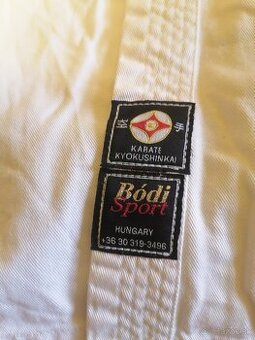 KARATE
KYOKUSHINKAI
Bódi
Sport
HUNGARY
+36 30 319-3496